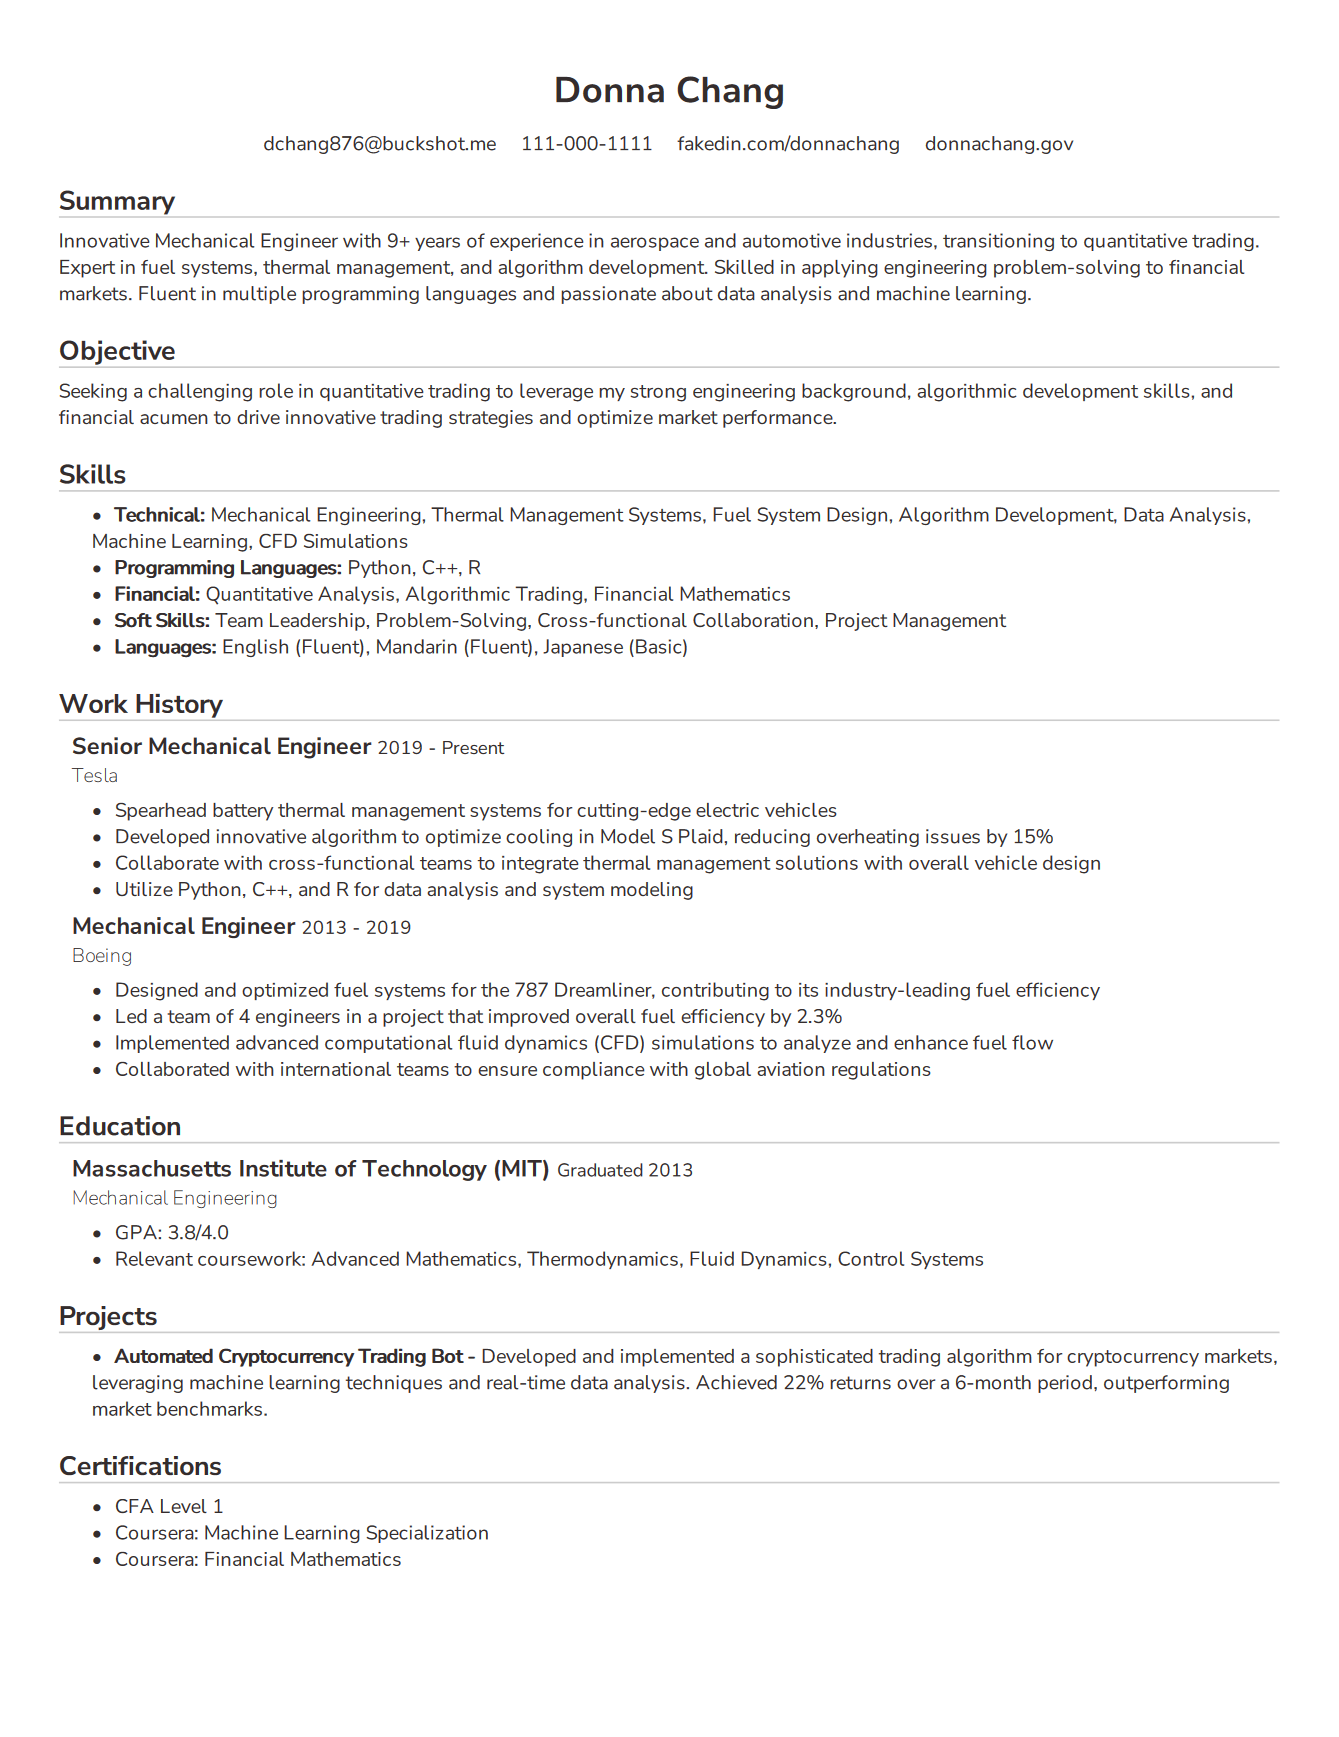 Donna Chang
dchang876@buckshot.me 111-000-1111 fakedin.com/donnachang donnachang.gov
Summary
Innovative Mechanical Engineer with 9+ years of experience in aerospace and automotive industries, transitioning to quantitative trading.
Expert in fuel systems, thermal management, and algorithm development. Skilled in applying engineering problem-solving to financial
markets. Fluent in multiple programming languages and passionate about data analysis and machine learning.
Objective
Seeking a challenging role in quantitative trading to leverage my strong engineering background, algorithmic development skills, and
financial acumen to drive innovative trading strategies and optimize market performance.
Skills
• Technical: Mechanical Engineering, Thermal Management Systems, Fuel System Design, Algorithm Development, Data Analysis,
Machine Learning, CFD Simulations
• Programming Languages: Python, C++, R
• Financial: Quantitative Analysis, Algorithmic Trading, Financial Mathematics
• Soft Skills: Team Leadership, Problem-Solving, Cross-functional Collaboration, Project Management
• Languages: English (Fluent), Mandarin (Fluent), Japanese (Basic)
Work History
Senior Mechanical Engineer 2019 - Present
Tesla
• Spearhead battery thermal management systems for cutting-edge electric vehicles
• Developed innovative algorithm to optimize cooling in Model S Plaid, reducing overheating issues by 15%
• Collaborate with cross-functional teams to integrate thermal management solutions with overall vehicle design
• Utilize Python, C++, and R for data analysis and system modeling
Mechanical Engineer 2013 - 2019
Boeing
• Designed and optimized fuel systems for the 787 Dreamliner, contributing to its industry-leading fuel efficiency
• Led a team of 4 engineers in a project that improved overall fuel efficiency by 2.3%
• Implemented advanced computational fluid dynamics (CFD) simulations to analyze and enhance fuel flow
• Collaborated with international teams to ensure compliance with global aviation regulations
Education
Massachusetts Institute of Technology (MIT) Graduated 2013
Mechanical Engineering
• GPA: 3.8/4.0
• Relevant coursework: Advanced Mathematics, Thermodynamics, Fluid Dynamics, Control Systems
Projects
• Automated Cryptocurrency Trading Bot - Developed and implemented a sophisticated trading algorithm for cryptocurrency markets,
leveraging machine learning techniques and real-time data analysis. Achieved 22% returns over a 6-month period, outperforming
market benchmarks.
Certifications
• CFA Level 1
• Coursera: Machine Learning Specialization
• Coursera: Financial Mathematics